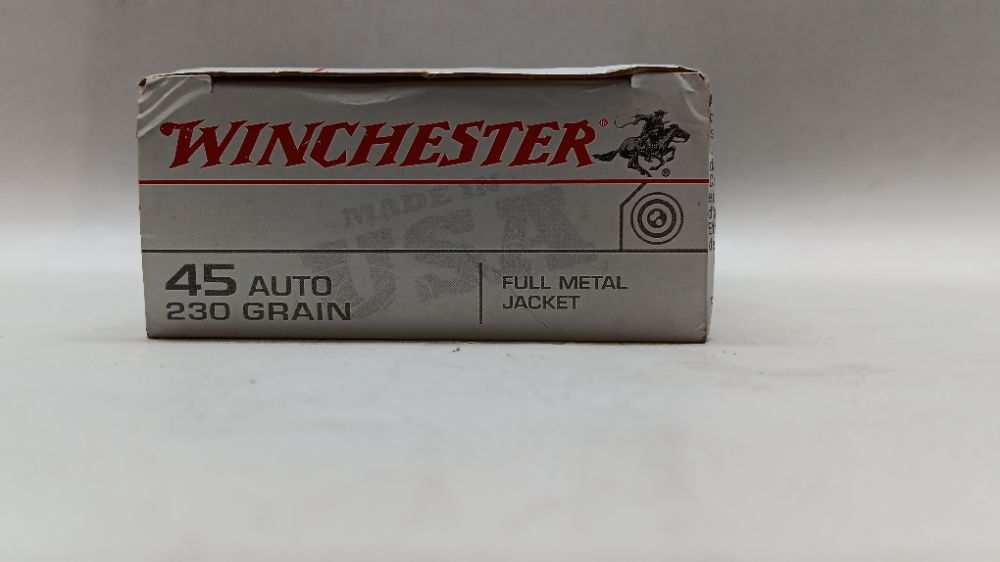 WINCHESTER®
®
MADE IN
USA
45 AUTO
230 GRAIN
FULL METAL
JACKET